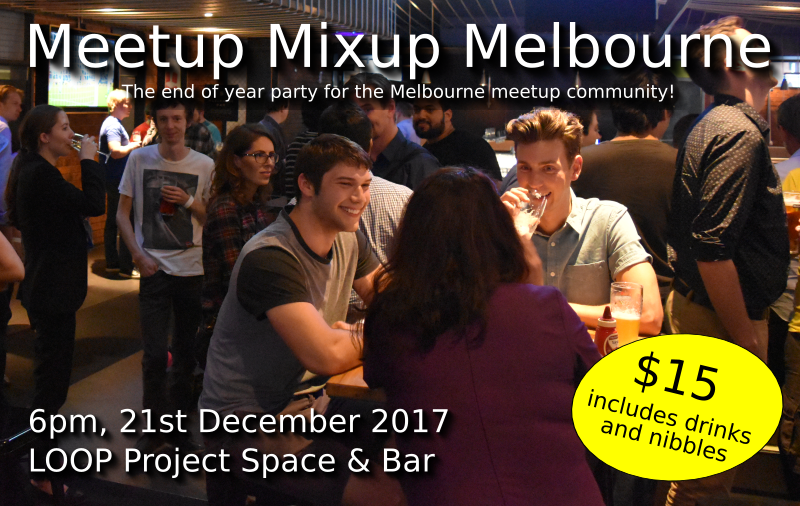 Meetup Mixup Melbourne
The end of year party for the Melbourne meetup community!
6pm, 21st December 2017
LOOP Project Space & Bar
$15
includes drinks
and nibbles